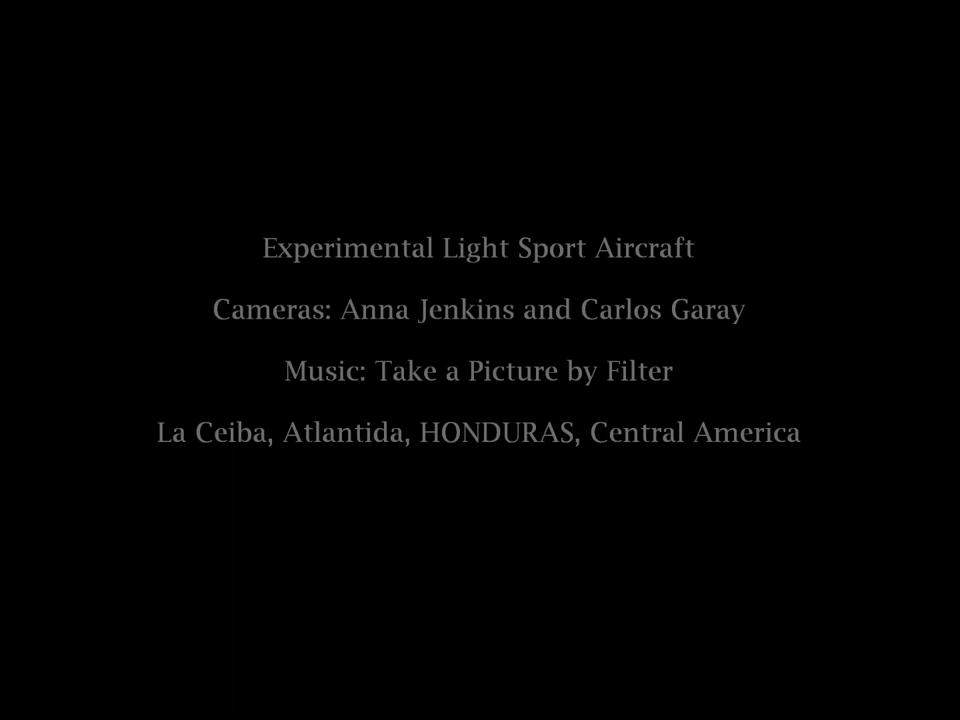 Experimental Light Sport Aircraft
Cameras: Anna Jenkins and Carlos Garay
Music: Take a Picture by Filter
La Ceiba, Atlantida, HONDURAS, Central America